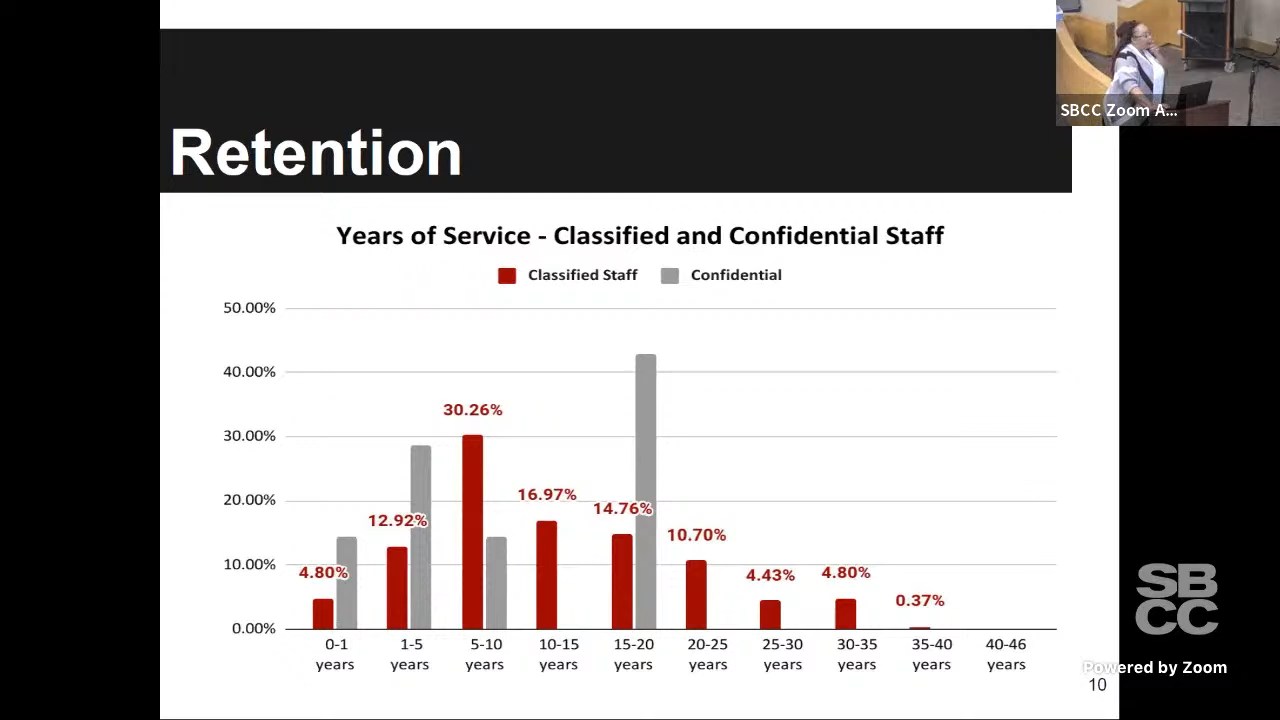 SBCC Zoom A...
Retention
Years of Service - Classified and Confidential Staff
Classified Staff
Confidential
50.00%
40.00%
30.00%
20.00%
10.00%
0.00%
4.80%
12.92%
30.26%
16.97%
14.76%
10.70%
4.43%
4.80%
0.37%
0-1 years
1-5 years
5-10 years
10-15 years
15-20 years
20-25 years
25-30 years
30-35 years
35-40 years
40-46 years
SB
CC
Powered by Zoom
10